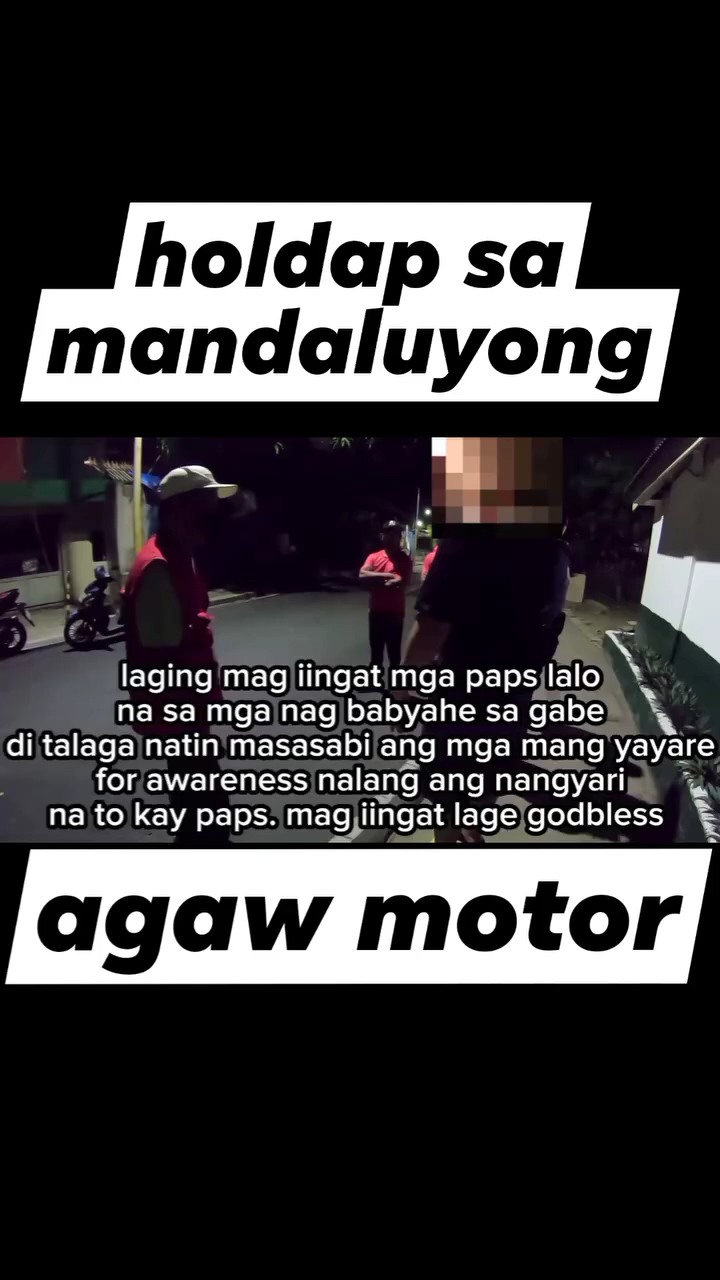 holdap sa
mandaluyong
laging mag iingat mga paps lalo
na sa mga nag babyahe sa gabe
di talaga natin masasabi ang mga mang yayare
for awareness nalang ang nangyari
na to kay paps. mag iingat lage godbless
agaw motor